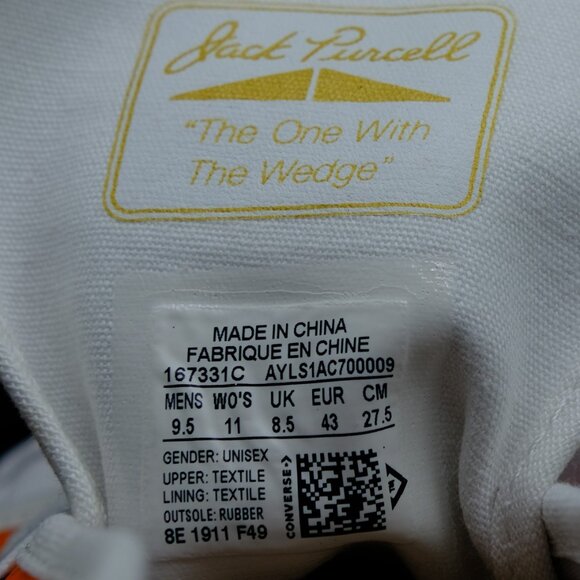 Jack Purcell
"The One With
The Wedge"
MADE IN CHINA
FABRIQUE EN CHINE
167331C AYLS1AC700009
MENS WO'S UK EUR CM
9.5 11 8.5 43 27.5
GENDER: UNISEX
UPPER: TEXTILE
LINING: TEXTILE
OUTSOLE: RUBBER
8E 1911 F49
CONVERSE